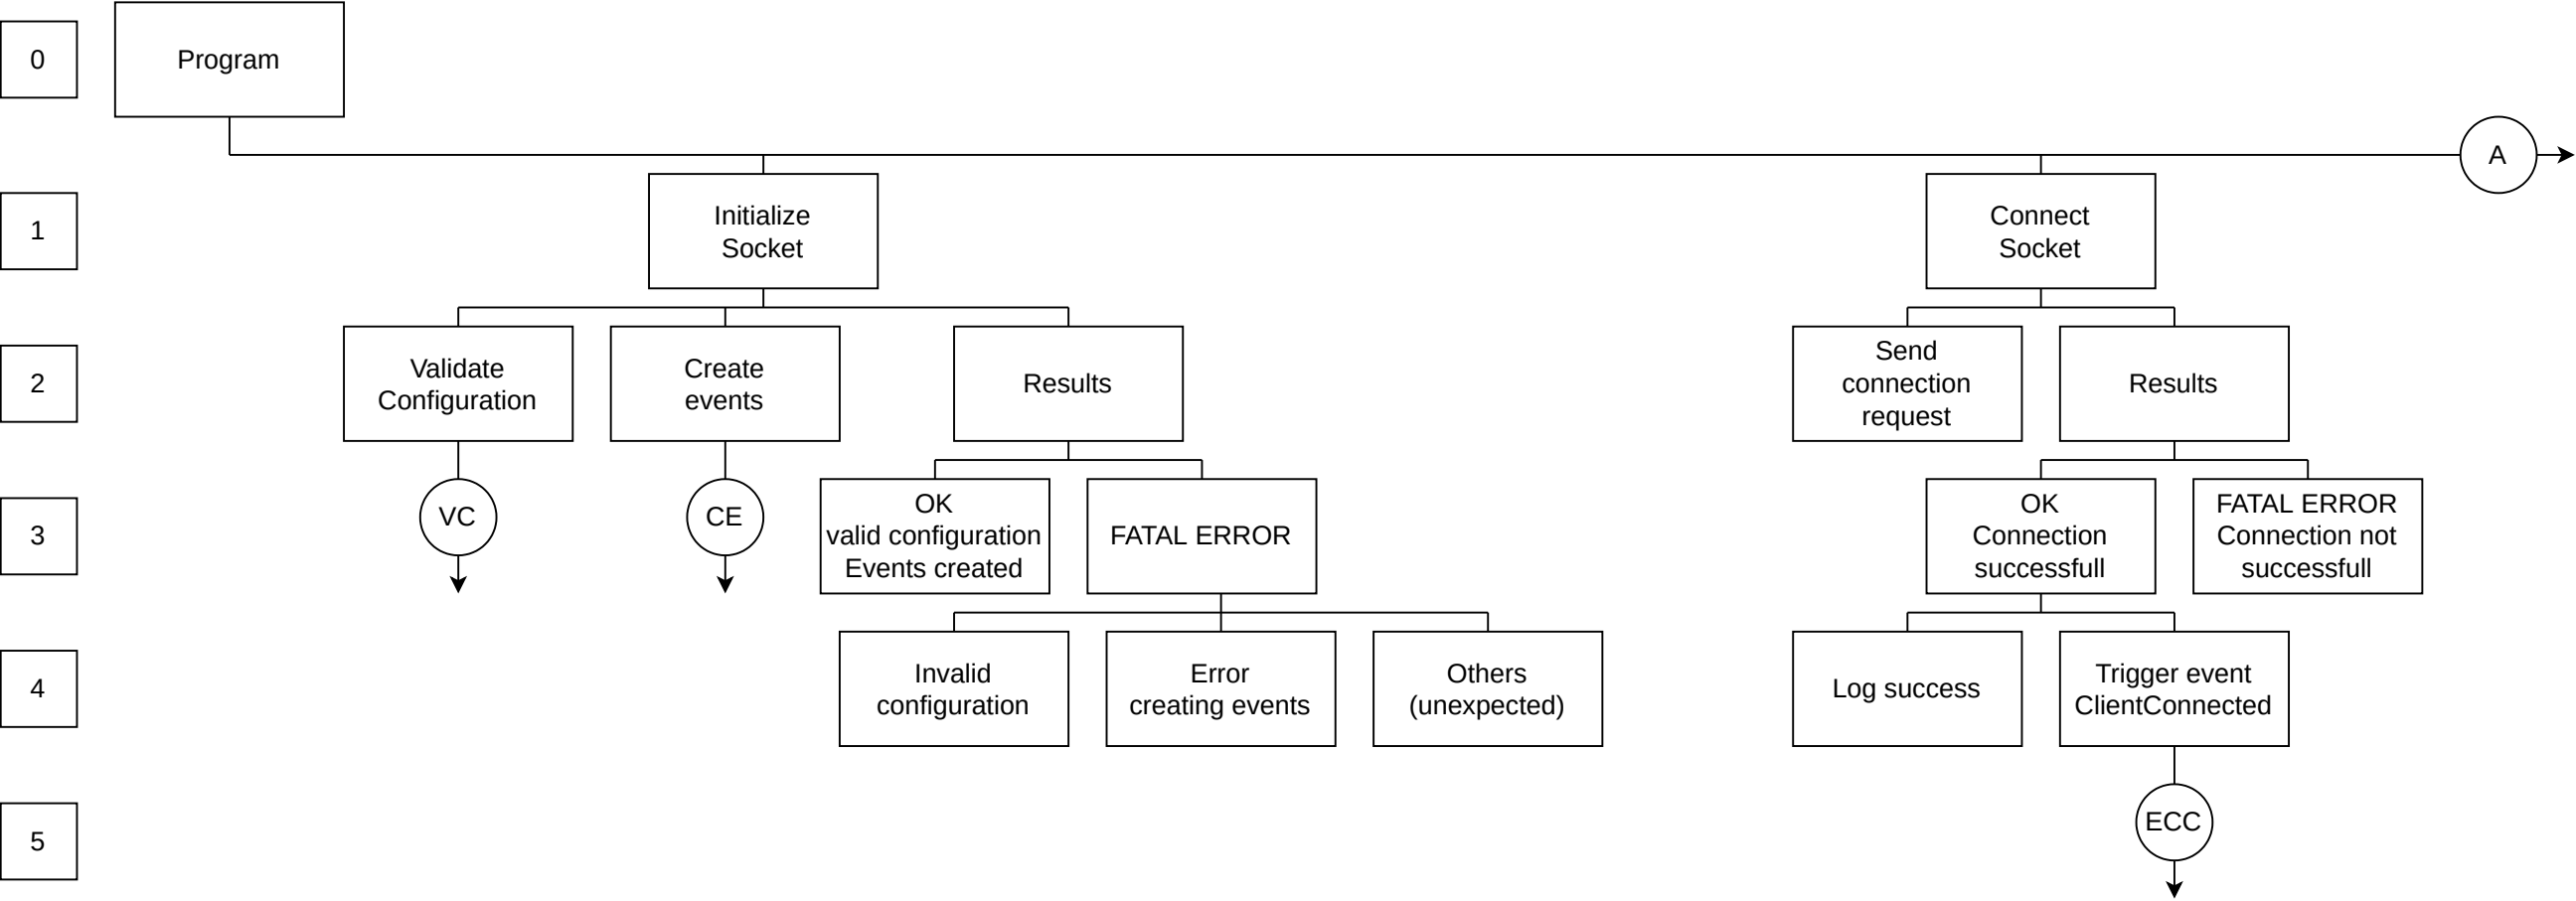 0
Program
A
1
Initialize
Socket
Connect
Socket
2
Validate
Configuration
Create
events
Results
Send
connection
request
Results
3
VC
CE
OK
valid configuration
Events created
FATAL ERROR
OK
Connection
successfull
FATAL ERROR
Connection not
successfull
4
Invalid
configuration
Error
creating events
Others
(unexpected)
Log success
Trigger event
ClientConnected
5
ECC